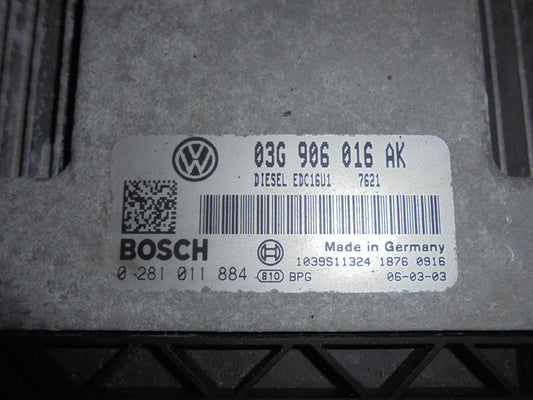 03G 906 016 AK
DIESEL EDC16U1 7621
BOSCH
Made in Germany
1039S11324 1876 0916
0 281 011 884 810 BPG 06-03-03